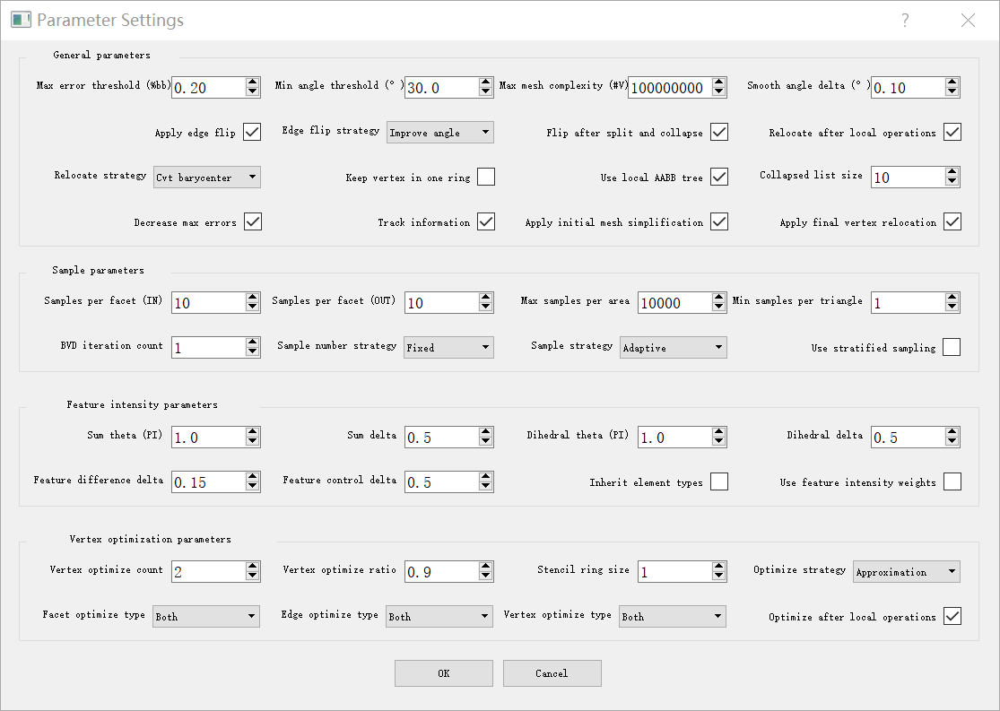 Parameter Settings
General parameters
Max error threshold (%bb) 0.20 Min angle threshold (° ) 30.0 Max mesh complexity (#V) 100000000 Smooth angle delta (° ) 0.10
Apply edge flip Edge flip strategy Improve angle Flip after split and collapse Relocate after local operations
Relocate strategy Cvt barycenter Keep vertex in one ring Use local AABB tree Collapsed list size 10
Decrease max errors Track information Apply initial mesh simplification Apply final vertex relocation
Sample parameters
Samples per facet (IN) 10 Samples per facet (OUT) 10 Max samples per area 10000 Min samples per triangle 1
BVD iteration count 1 Sample number strategy Fixed Sample strategy Adaptive Use stratified sampling
Feature intensity parameters
Sum theta (PI) 1.0 Sum delta 0.5 Dihedral theta (PI) 1.0 Dihedral delta 0.5
Feature difference delta 0.15 Feature control delta 0.5 Inherit element types Use feature intensity weights
Vertex optimization parameters
Vertex optimize count 2 Vertex optimize ratio 0.9 Stencil ring size 1 Optimize strategy Approximation
Facet optimize type Both Edge optimize type Both Vertex optimize type Both Optimize after local operations
OK Cancel